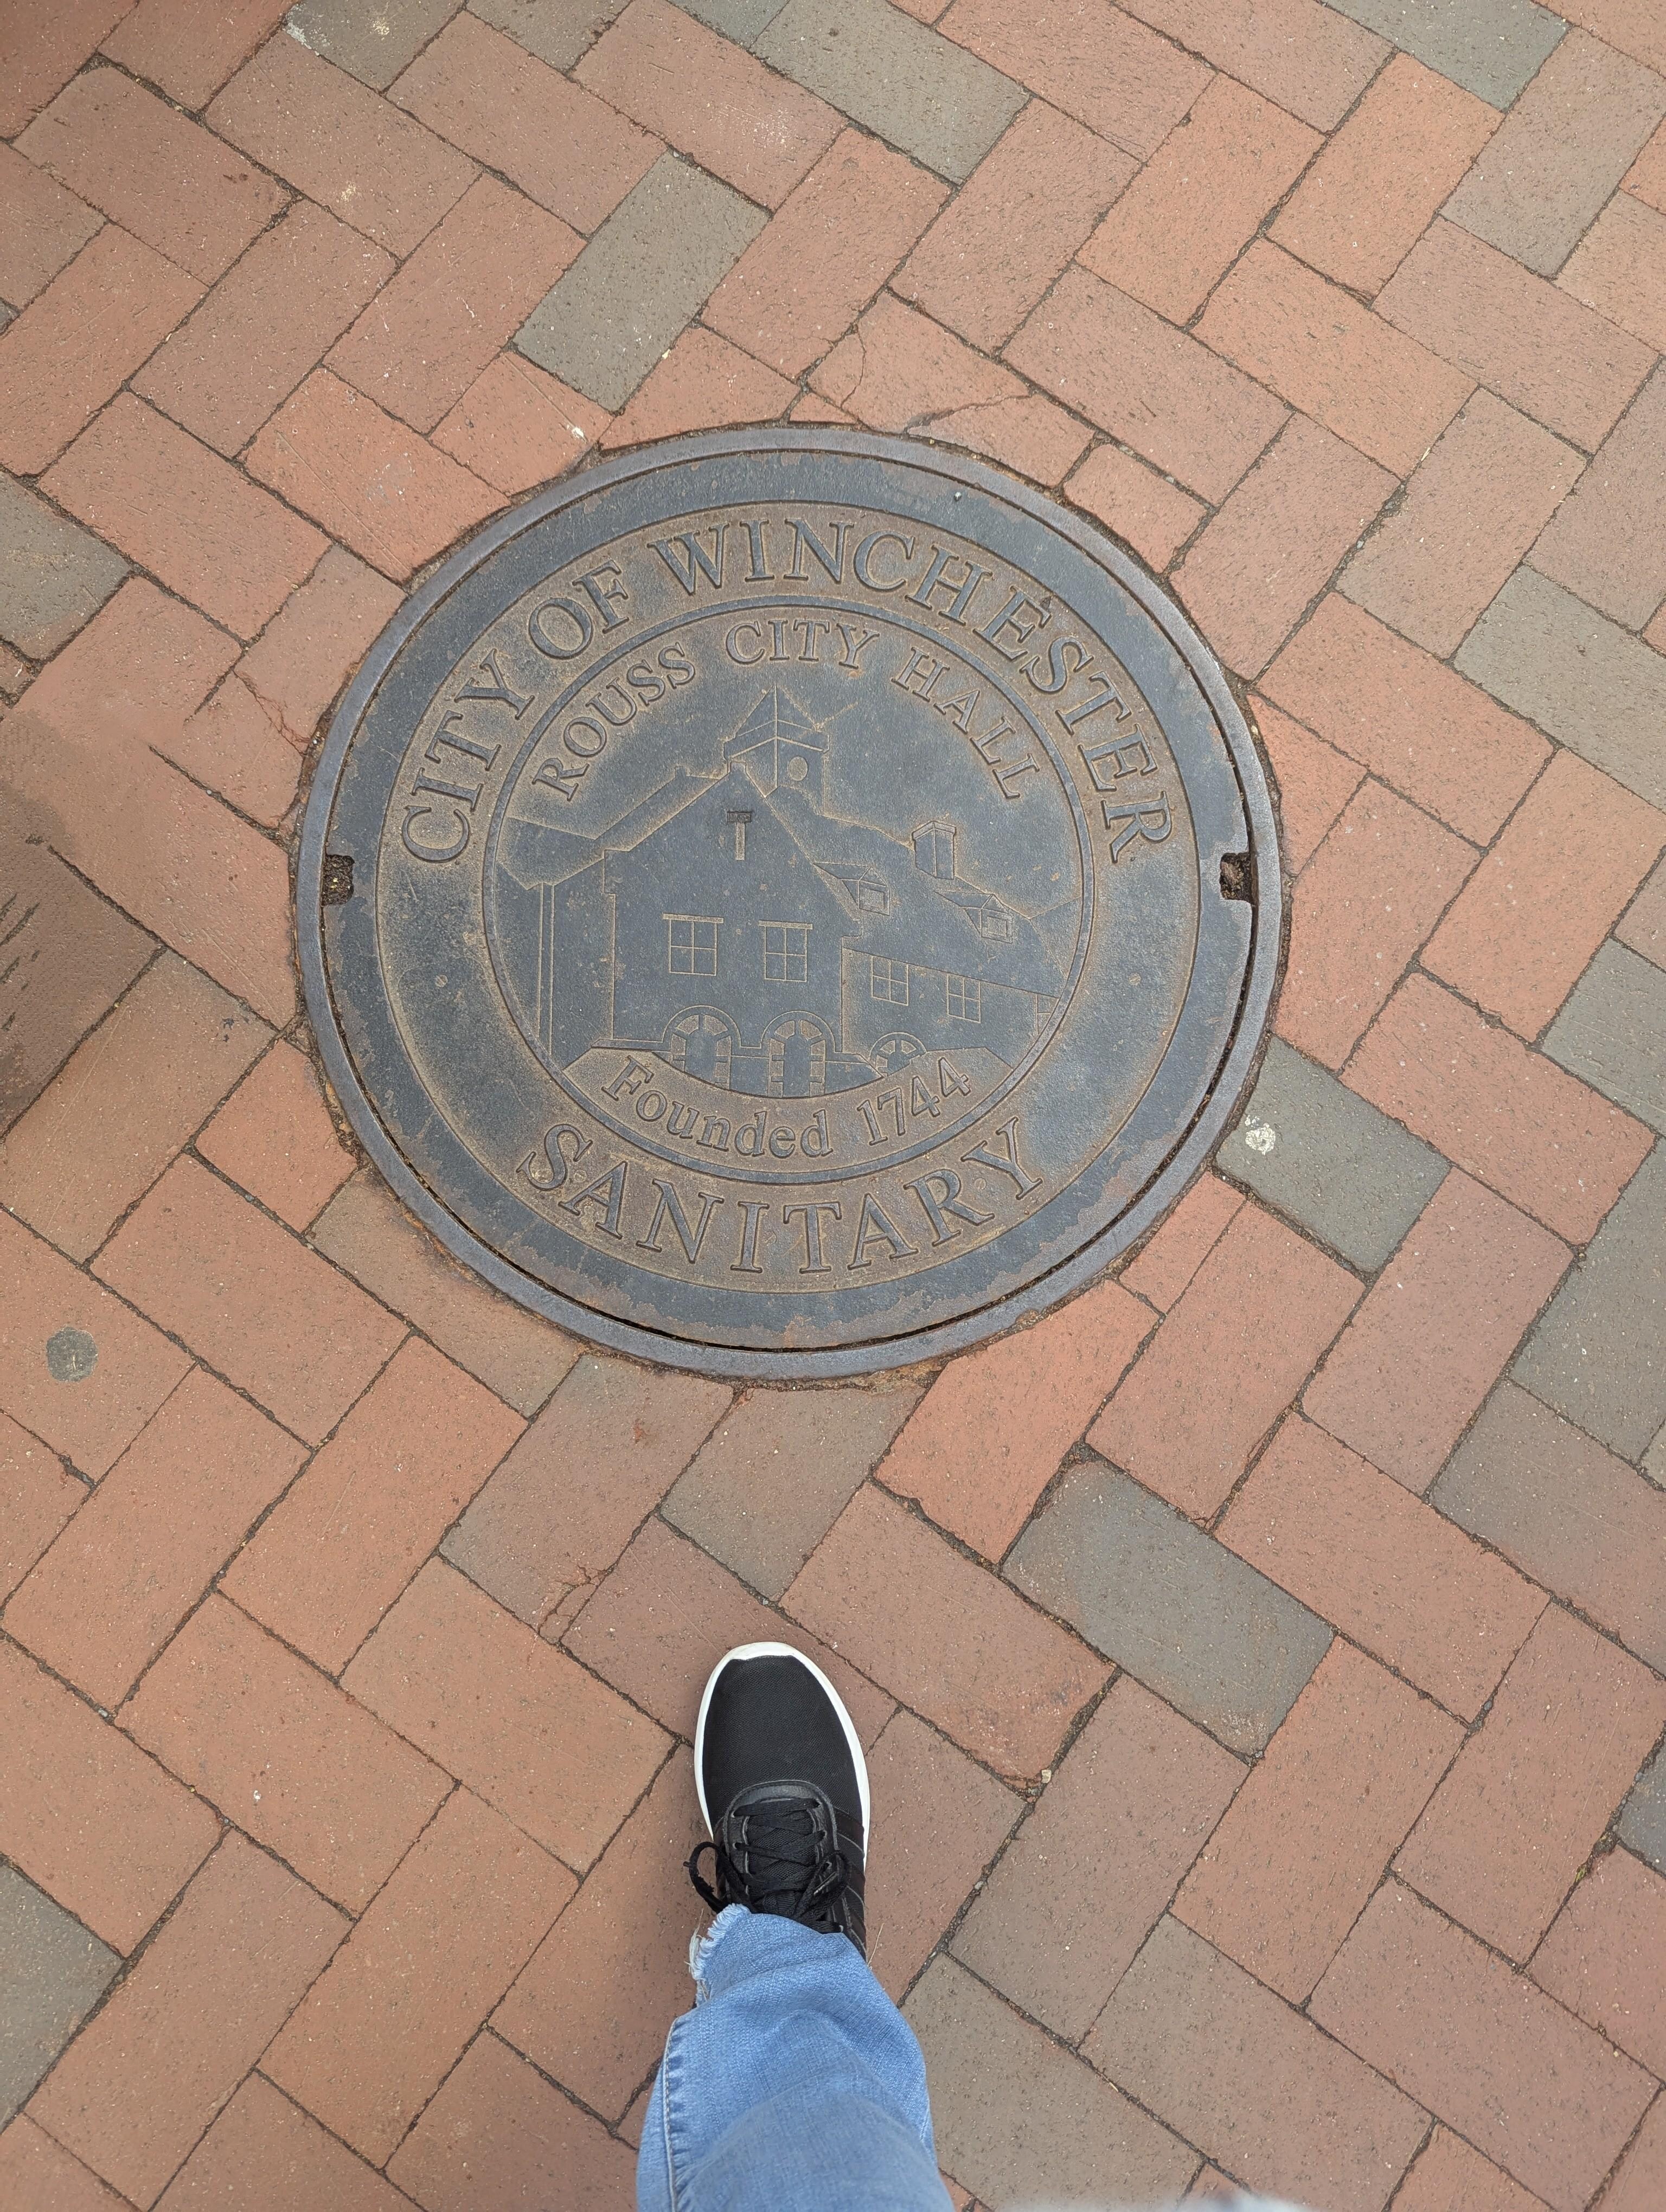 CITY OF WINCHESTER
ROUSS CITY HALL
Founded 1744
SANITARY